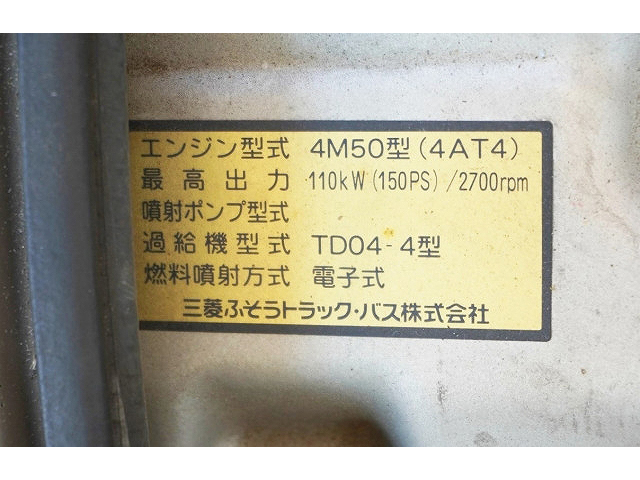 エンジン型式 4M50型(4AT4)
最高出力 110kW(150PS)/2700rpm
噴射ポンプ型式
過給機型式 TD04-4型
燃料噴射方式 電子式
三菱ふそうトラック・バス株式会社